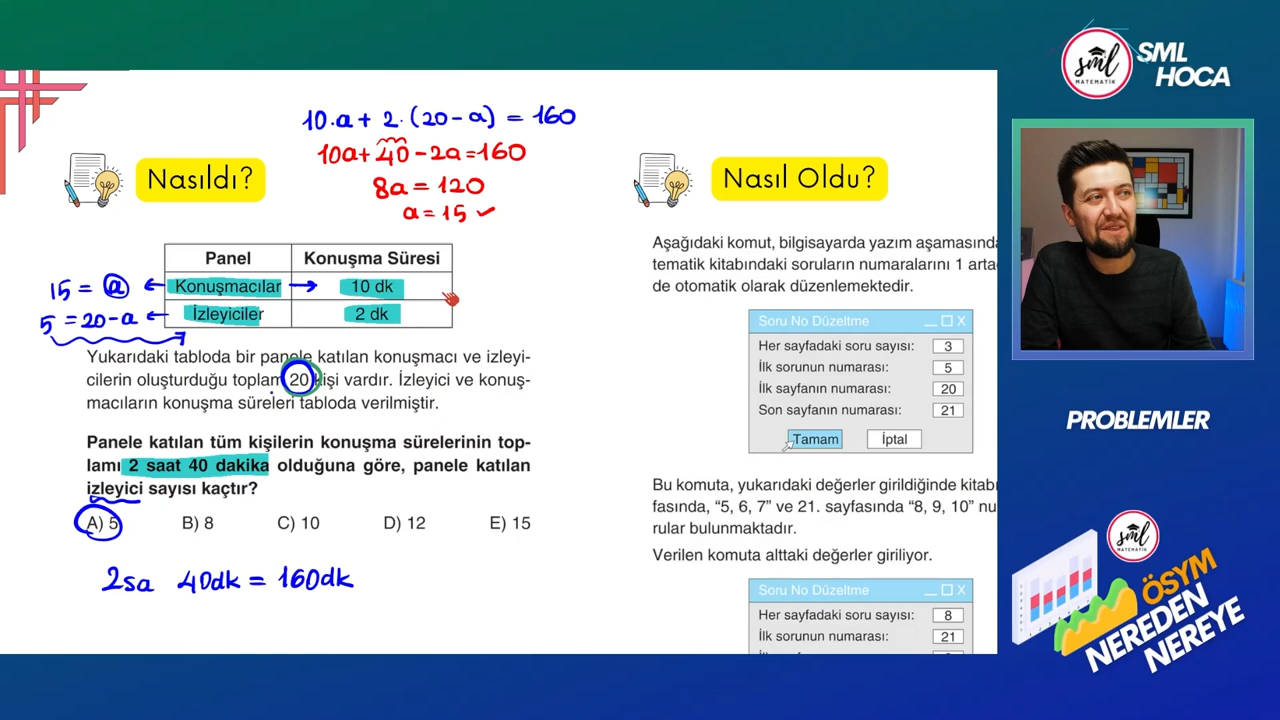 SML
HOCA
sml
MATEMATİK
10.a + 2.(20-a) = 160
10a+40-2a=160
8a = 120
a = 15 ✓
Nasıldı?
Panel Konuşma Süresi
15 = a ← Konuşmacılar → 10 dk
5 = 20-a ← İzleyiciler 2 dk
Yukarıdaki tabloda bir panele katılan konuşmacı ve izleyi-
cilerin oluşturduğu toplam 20 kişi vardır. İzleyici ve konuş-
macıların konuşma süreleri tabloda verilmiştir.
Panele katılan tüm kişilerin konuşma sürelerinin top-
lamı 2 saat 40 dakika olduğuna göre, panele katılan
izleyici sayısı kaçtır?
A) 5 B) 8 C) 10 D) 12 E) 15
2sa 40dk = 160dk
Nasıl Oldu?
Aşağıdaki komut, bilgisayarda yazım aşamasında
tematik kitabındaki soruların numaralarını 1 arta
de otomatik olarak düzenlemektedir.
Soru No Düzeltme X
Her sayfadaki soru sayısı: 3
İlk sorunun numarası: 5
İlk sayfanın numarası: 20
Son sayfanın numarası: 21
Tamam İptal
Bu komuta, yukarıdaki değerler girildiğinde kitabı
fasında, “5, 6, 7” ve 21. sayfasında “8, 9, 10” nu
rular bulunmaktadır.
Verilen komuta alttaki değerler giriliyor.
Soru No Düzeltme X
Her sayfadaki soru sayısı: 8
İlk sorunun numarası: 21
PROBLEMLER
sml
MATEMATİK
ÖSYM
NEREDEN
NEREYE